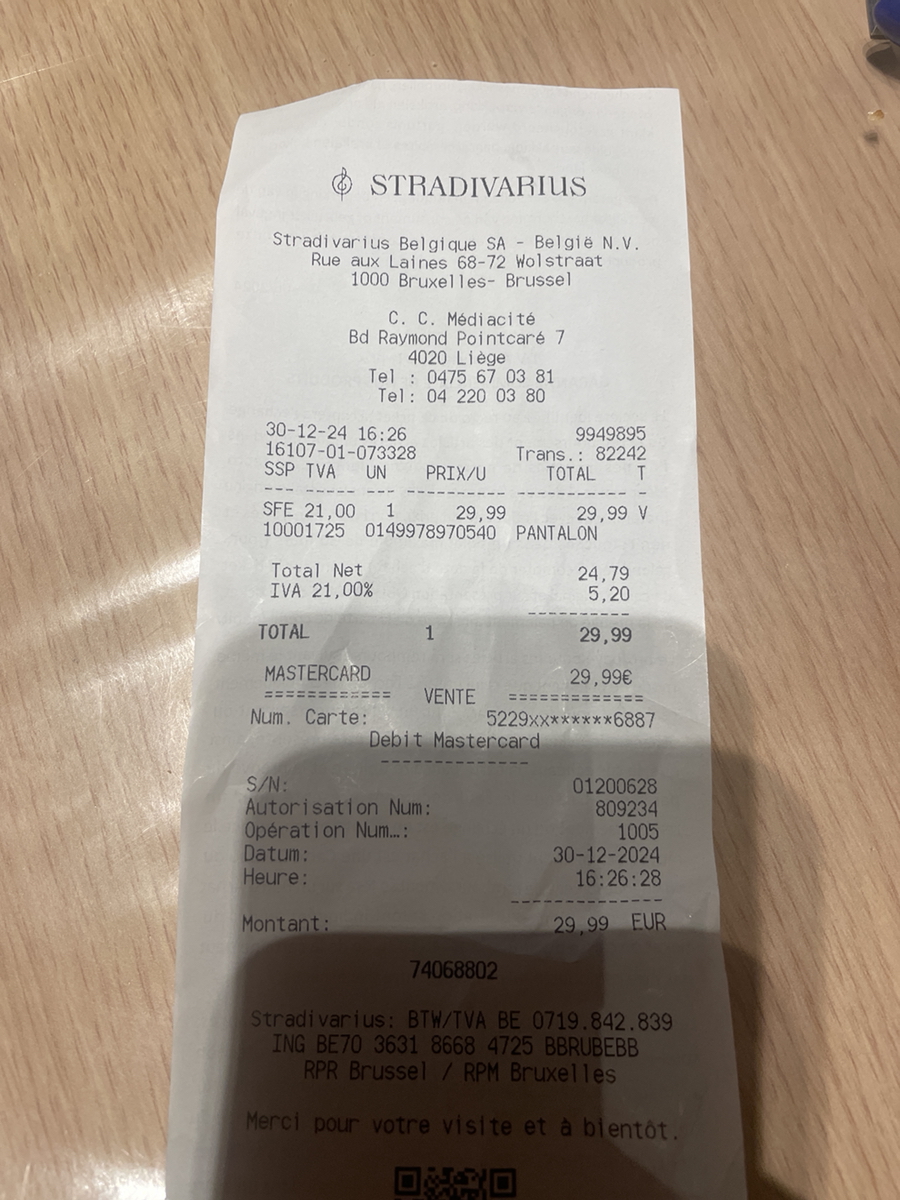 STRADIVARIUS
Stradivarius Belgique SA - België N.V.
Rue aux Laines 68-72 Wolstraat
1000 Bruxelles- Brussel
C. C. Médiacité
Bd Raymond Pointcaré 7
4020 Liège
Tel : 0475 67 03 81
Tel: 04 220 03 80
30-12-24 16:26 9949895
16107-01-073328 Trans.: 82242
SSP TVA UN PRIX/U TOTAL T
--- ----- --- ---------- ----------- -
SFE 21,00 1 29,99 29,99 V
10001725 0149978970540 PANTALON
Total Net 24,79
IVA 21,00% 5,20
----------
TOTAL 1 29,99
MASTERCARD 29,99€
============ VENTE =============
Num. Carte: 5229xx******6887
Debit Mastercard
--------------
S/N: 01200628
Autorisation Num: 809234
Opération Num…: 1005
Datum: 30-12-2024
Heure: 16:26:28
--------------
Montant: 29,99 EUR
74068802
Stradivarius: BTW/TVA BE 0719.842.839
ING BE70 3631 8668 4725 BBRUBEBB
RPR Brussel / RPM Bruxelles
Merci pour votre visite et à bientôt.